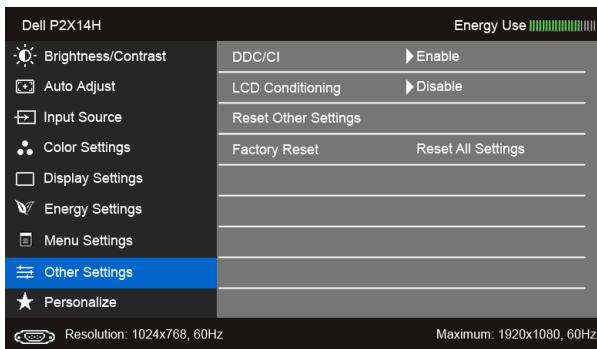 Dell P2X14H
Energy Use
Brightness/Contrast
DDC/CI
Enable
Auto Adjust
LCD Conditioning
Disable
Input Source
Reset Other Settings
Color Settings
Factory Reset
Reset All Settings
Display Settings
Energy Settings
Menu Settings
Other Settings
Personalize
Resolution: 1024x768, 60Hz
Maximum: 1920x1080, 60Hz